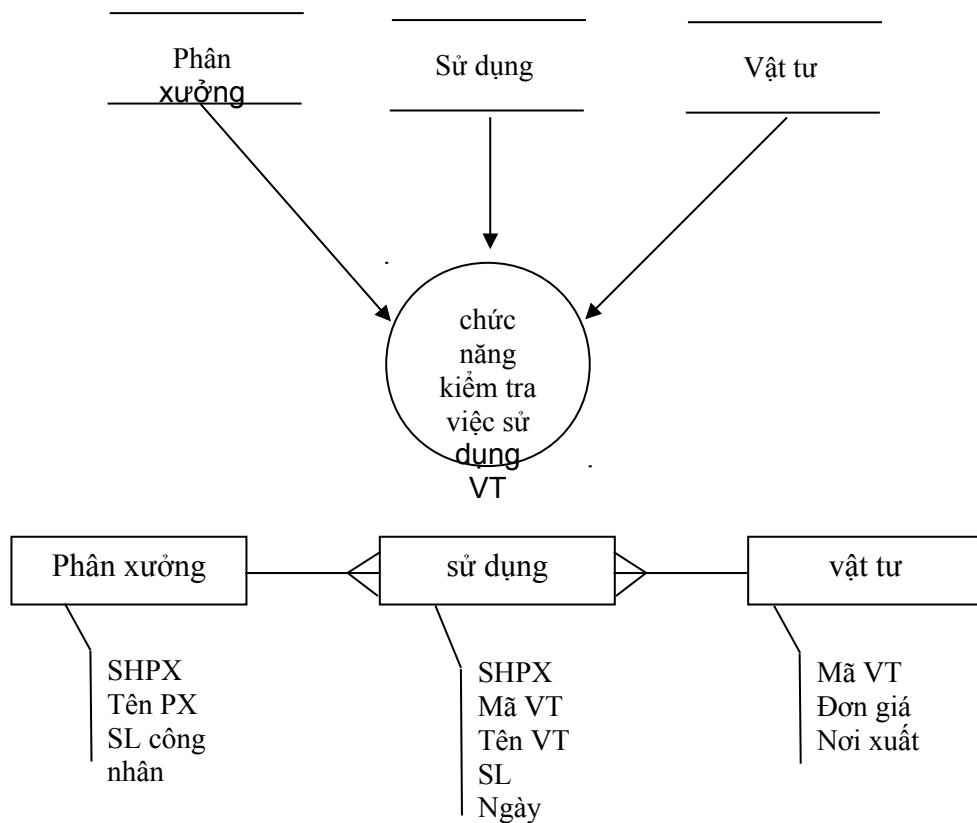 Phân
xưởng
Sử dụng
Vật tư
chức
năng
kiểm tra
việc sử
dụng
VT
Phân xưởng
sử dụng
vật tư
SHPX
Tên PX
SL công
nhân
SHPX
Mã VT
Tên VT
SL
Ngày
Mã VT
Đơn giá
Nơi xuất